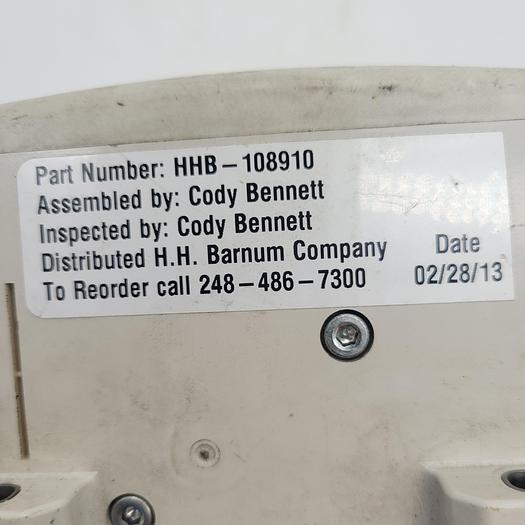 Part Number: HHB-108910
Assembled by: Cody Bennett
Inspected by: Cody Bennett
Distributed H.H. Barnum Company
To Reorder call 248-486-7300
Date
02/28/13